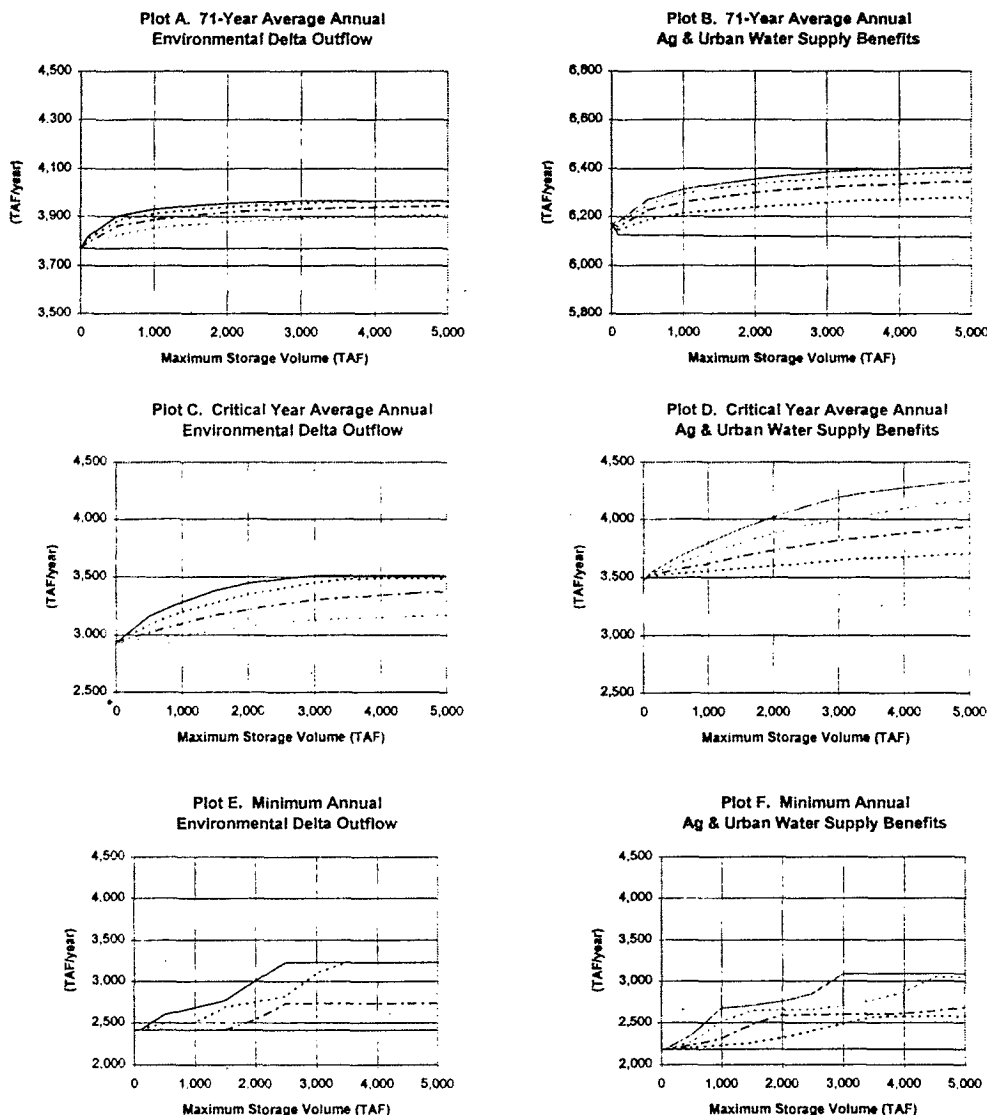 Plot A. 71-Year Average Annual
Environmental Delta Outflow
4,500
4,300
4,100
3,900
3,700
3,500
(TAF/year)
0 1,000 2,000 3,000 4,000 5,000
Maximum Storage Volume (TAF)
Plot B. 71-Year Average Annual
Ag & Urban Water Supply Benefits
6,800
6,600
6,400
6,200
6,000
5,800
(TAF/year)
0 1,000 2,000 3,000 4,000 5,000
Maximum Storage Volume (TAF)
Plot C. Critical Year Average Annual
Environmental Delta Outflow
4,500
4,000
3,500
3,000
2,500
(TAF/year)
0 1,000 2,000 3,000 4,000 5,000
Maximum Storage Volume (TAF)
Plot D. Critical Year Average Annual
Ag & Urban Water Supply Benefits
4,500
4,000
3,500
3,000
2,500
(TAF/year)
0 1,000 2,000 3,000 4,000 5,000
Maximum Storage Volume (TAF)
Plot E. Minimum Annual
Environmental Delta Outflow
4,500
4,000
3,500
3,000
2,500
2,000
(TAF/year)
0 1,000 2,000 3,000 4,000 5,000
Maximum Storage Volume (TAF)
Plot F. Minimum Annual
Ag & Urban Water Supply Benefits
4,500
4,000
3,500
3,000
2,500
2,000
(TAF/year)
0 1,000 2,000 3,000 4,000 5,000
Maximum Storage Volume (TAF)